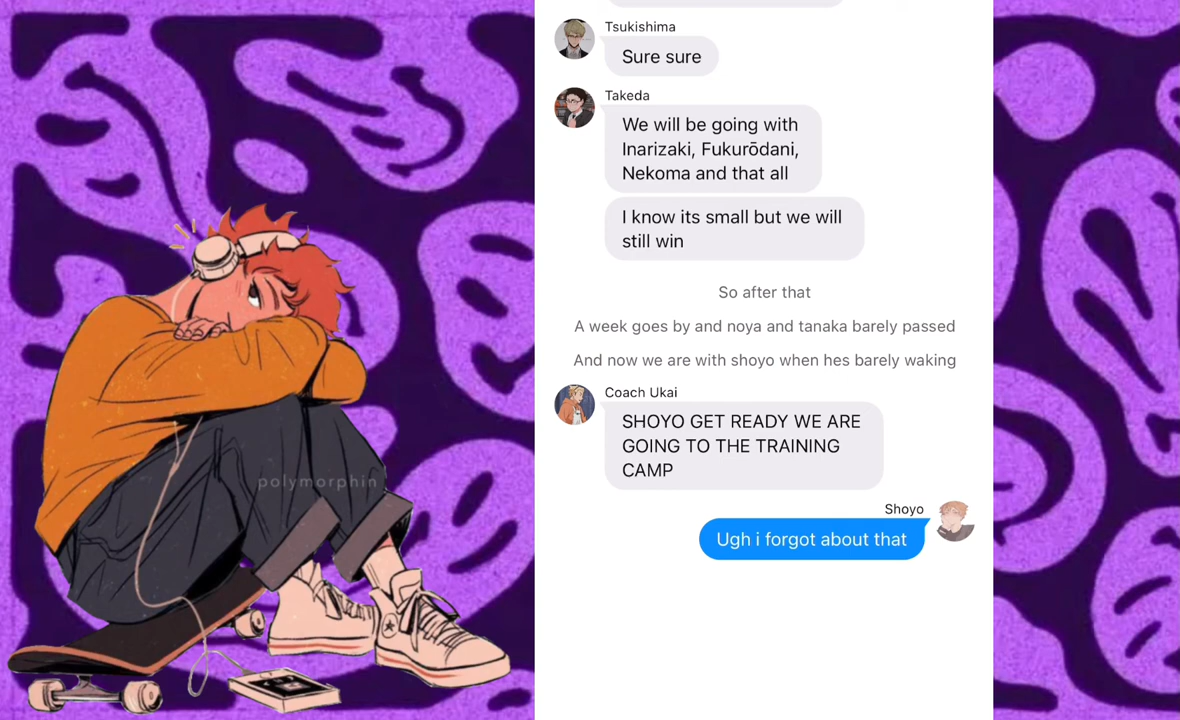 Tsukishima
Sure sure
Takeda
We will be going with
Inarizaki, Fukurōdani,
Nekoma and that all
I know its small but we will
still win
So after that
A week goes by and noya and tanaka barely passed
And now we are with shoyo when hes barely waking
Coach Ukai
SHOYO GET READY WE ARE
GOING TO THE TRAINING
CAMP
Shoyo
Ugh i forgot about that
polymorphin